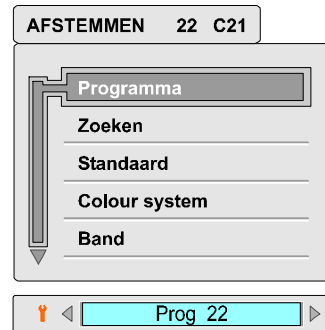 AFSTEMMEN 22 C21
Programma
Zoeken
Standaard
Colour system
Band
Prog 22